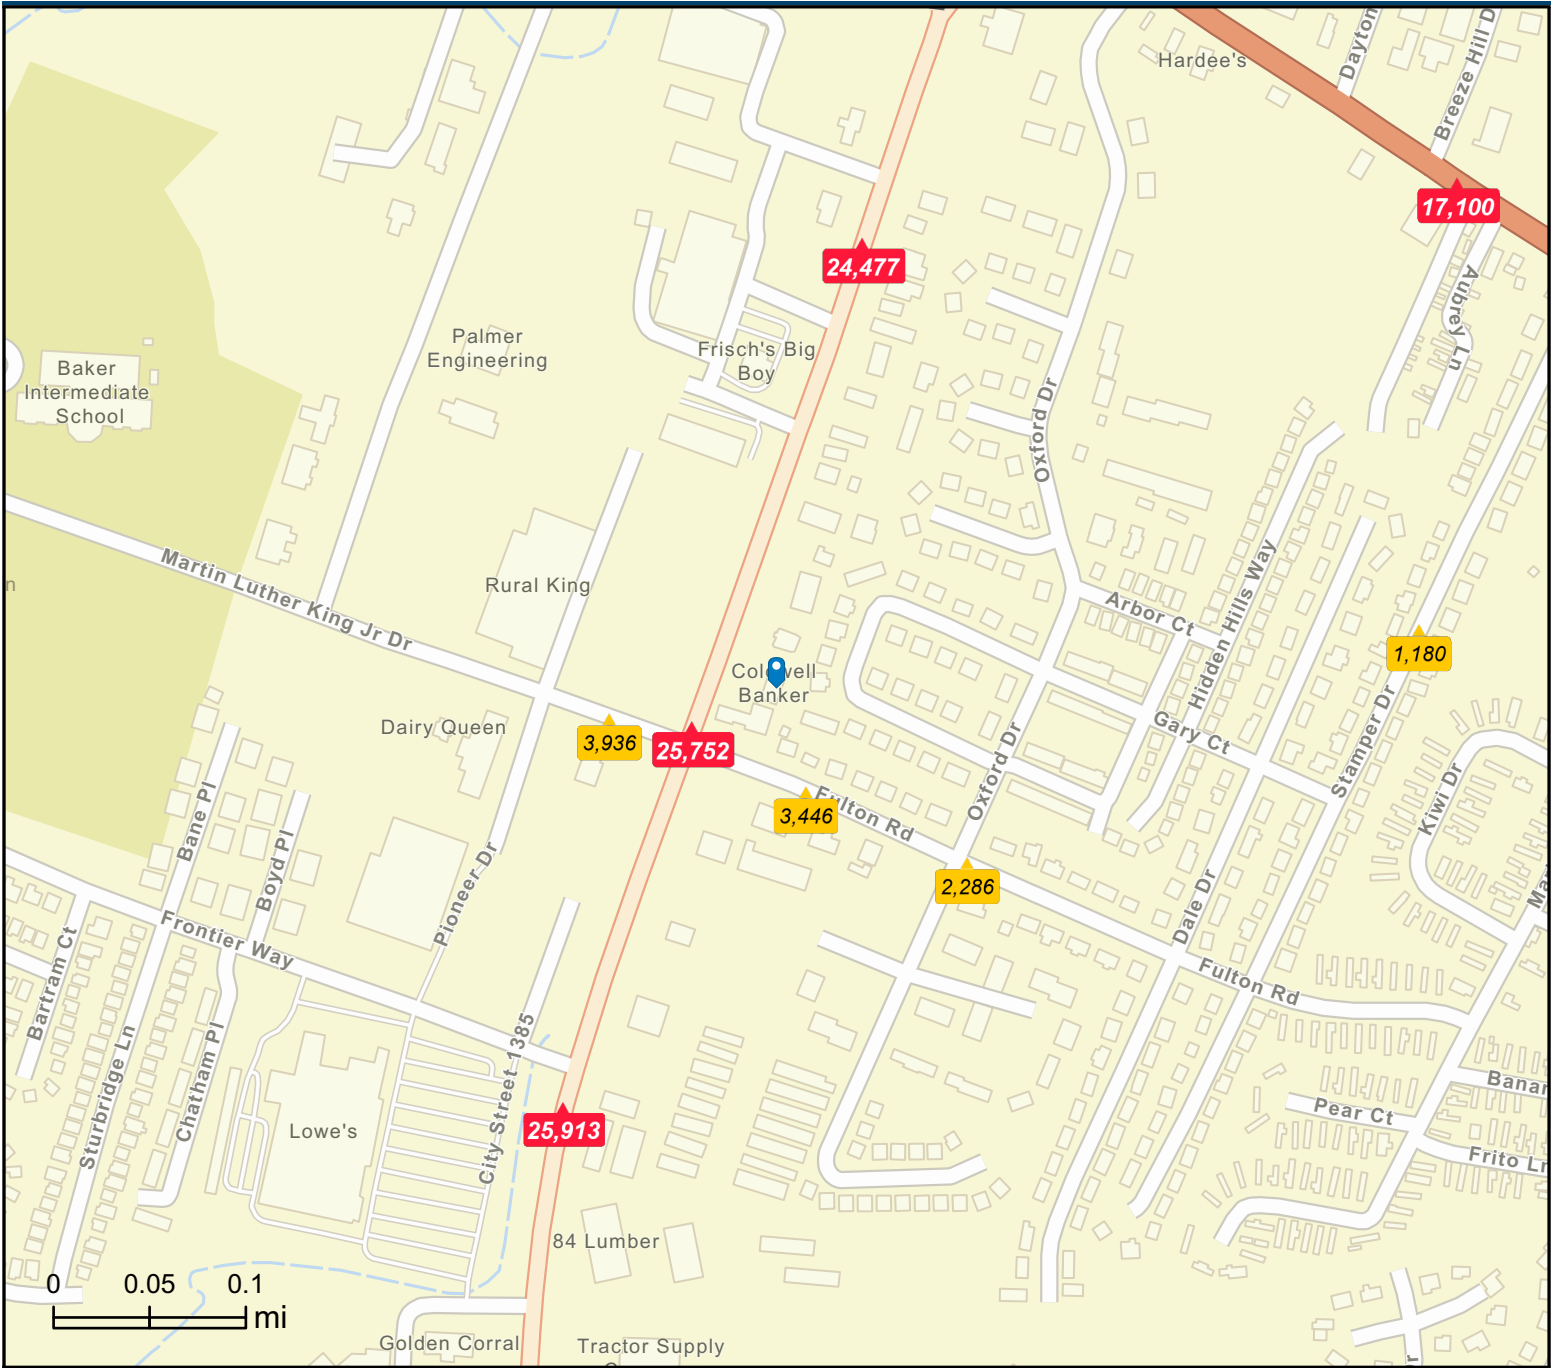 Dayton
Breeze Hill D
Hardee's
17,100
24,477
Aubrey Ln
Palmer
Engineering
Frisch's Big
Boy
Baker
Intermediate
School
Oxford Dr
Martin Luther King Jr Dr
Rural King
n
Arbor Ct
Hidden Hills Way
1,180
Coldwell
Banker
Dairy Queen
3,936
25,752
Gary Ct
Stamper Dr
Oxford Dr
Kiwi Dr
3,446
Fulton Rd
Bane Pl
Boyd Pl
Pioneer Dr
2,286
Dale Dr
Mar
Frontier Way
Bartram Ct
Fulton Rd
Sturbridge Ln
Chatham Pl
City Street 1385
Banan
Pear Ct
Lowe's
25,913
Frito Ln
84 Lumber
0 0.05 0.1
mi
Golden Corral
Tractor Supply